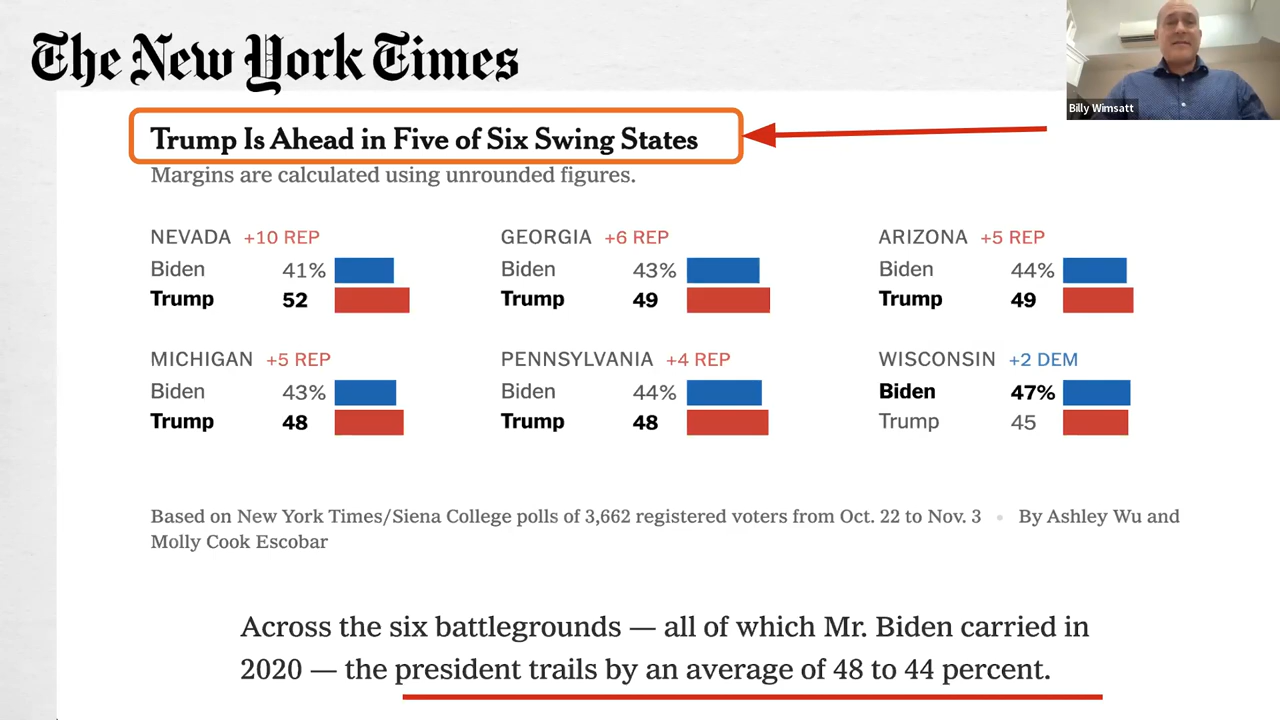 The New York Times
Billy Wimsatt
Trump Is Ahead in Five of Six Swing States
Margins are calculated using unrounded figures.
NEVADA +10 REP
Biden 41%
Trump 52
GEORGIA +6 REP
Biden 43%
Trump 49
ARIZONA +5 REP
Biden 44%
Trump 49
MICHIGAN +5 REP
Biden 43%
Trump 48
PENNSYLVANIA +4 REP
Biden 44%
Trump 48
WISCONSIN +2 DEM
Biden 47%
Trump 45
Based on New York Times/Siena College polls of 3,662 registered voters from Oct. 22 to Nov. 3 • By Ashley Wu and
Molly Cook Escobar
Across the six battlegrounds — all of which Mr. Biden carried in
2020 — the president trails by an average of 48 to 44 percent.